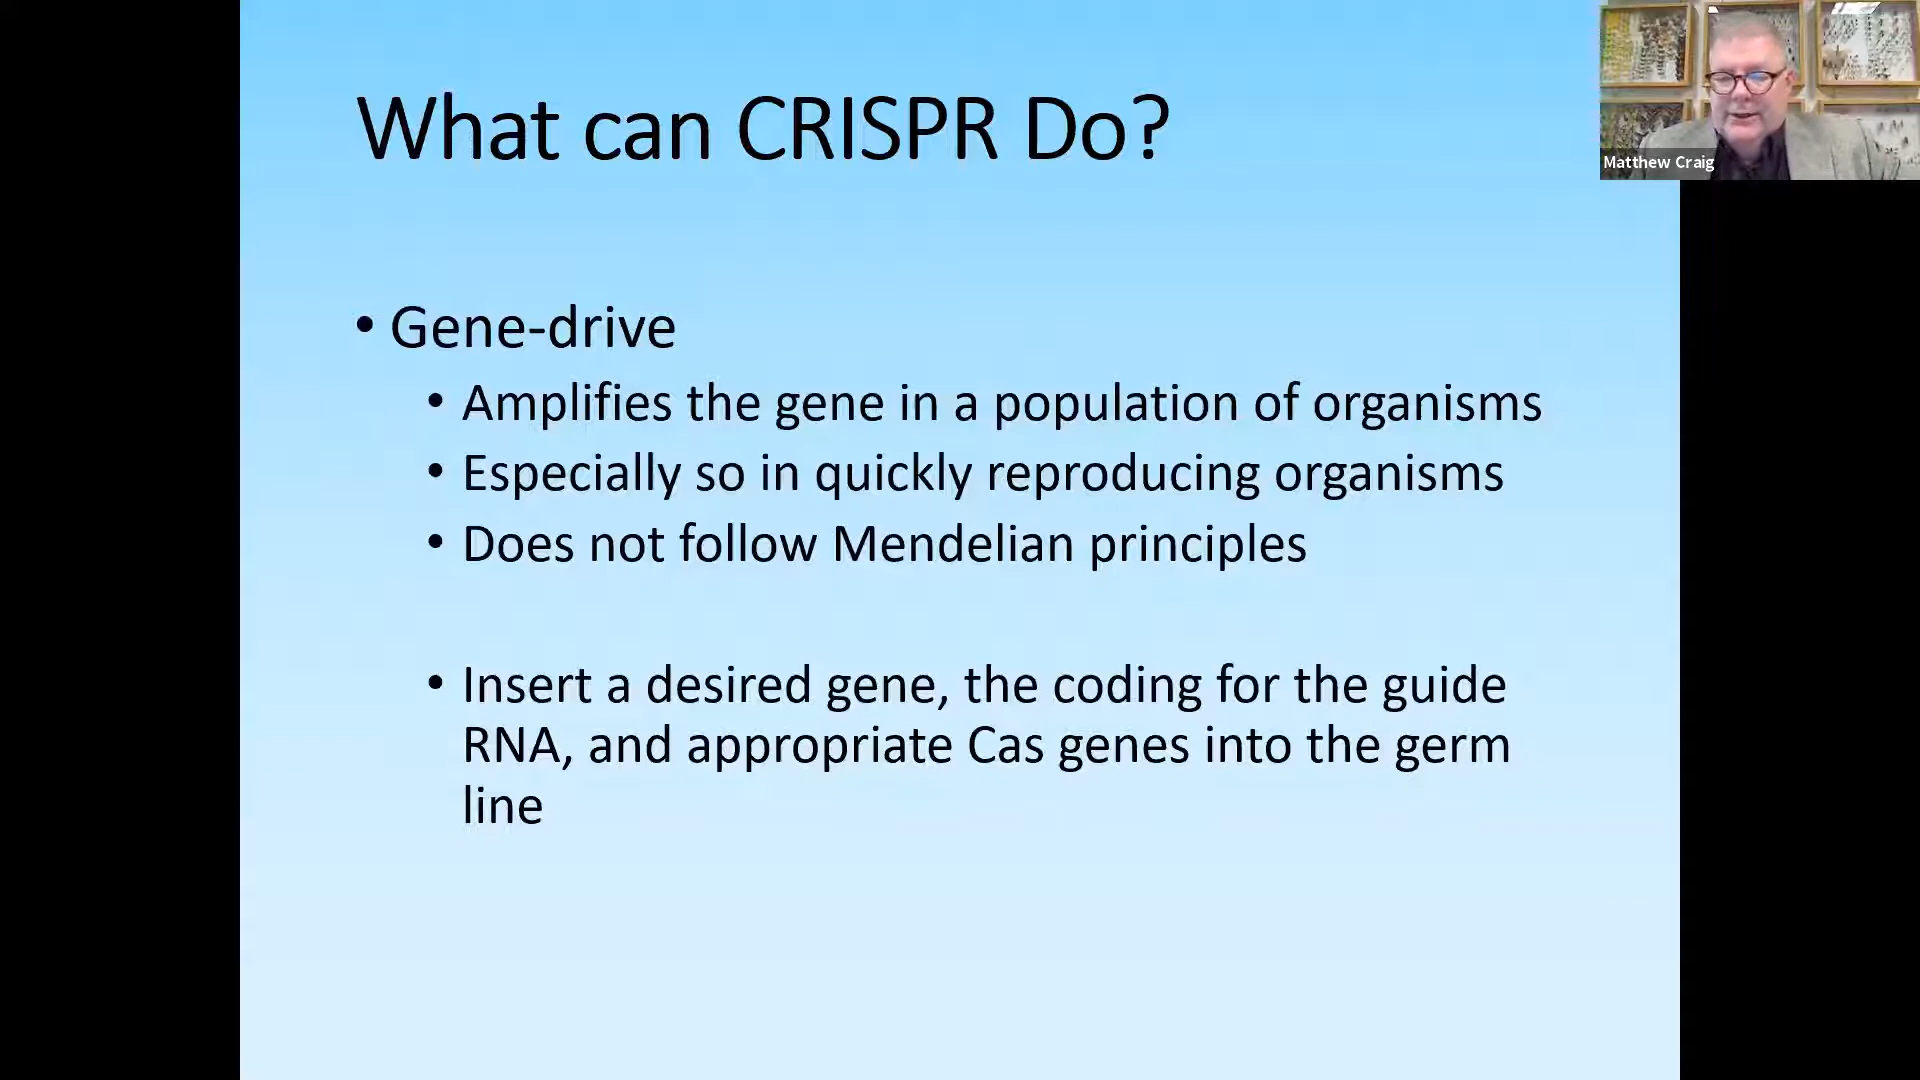 What can CRISPR Do?
Matthew Craig
• Gene-drive
• Amplifies the gene in a population of organisms
• Especially so in quickly reproducing organisms
• Does not follow Mendelian principles
• Insert a desired gene, the coding for the guide
RNA, and appropriate Cas genes into the germ
line